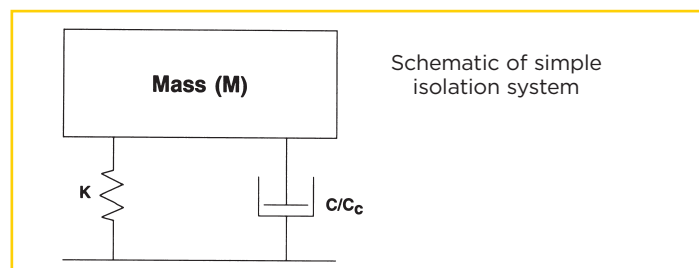 Schematic of simple
isolation system
Mass (M)
K
C/Cc